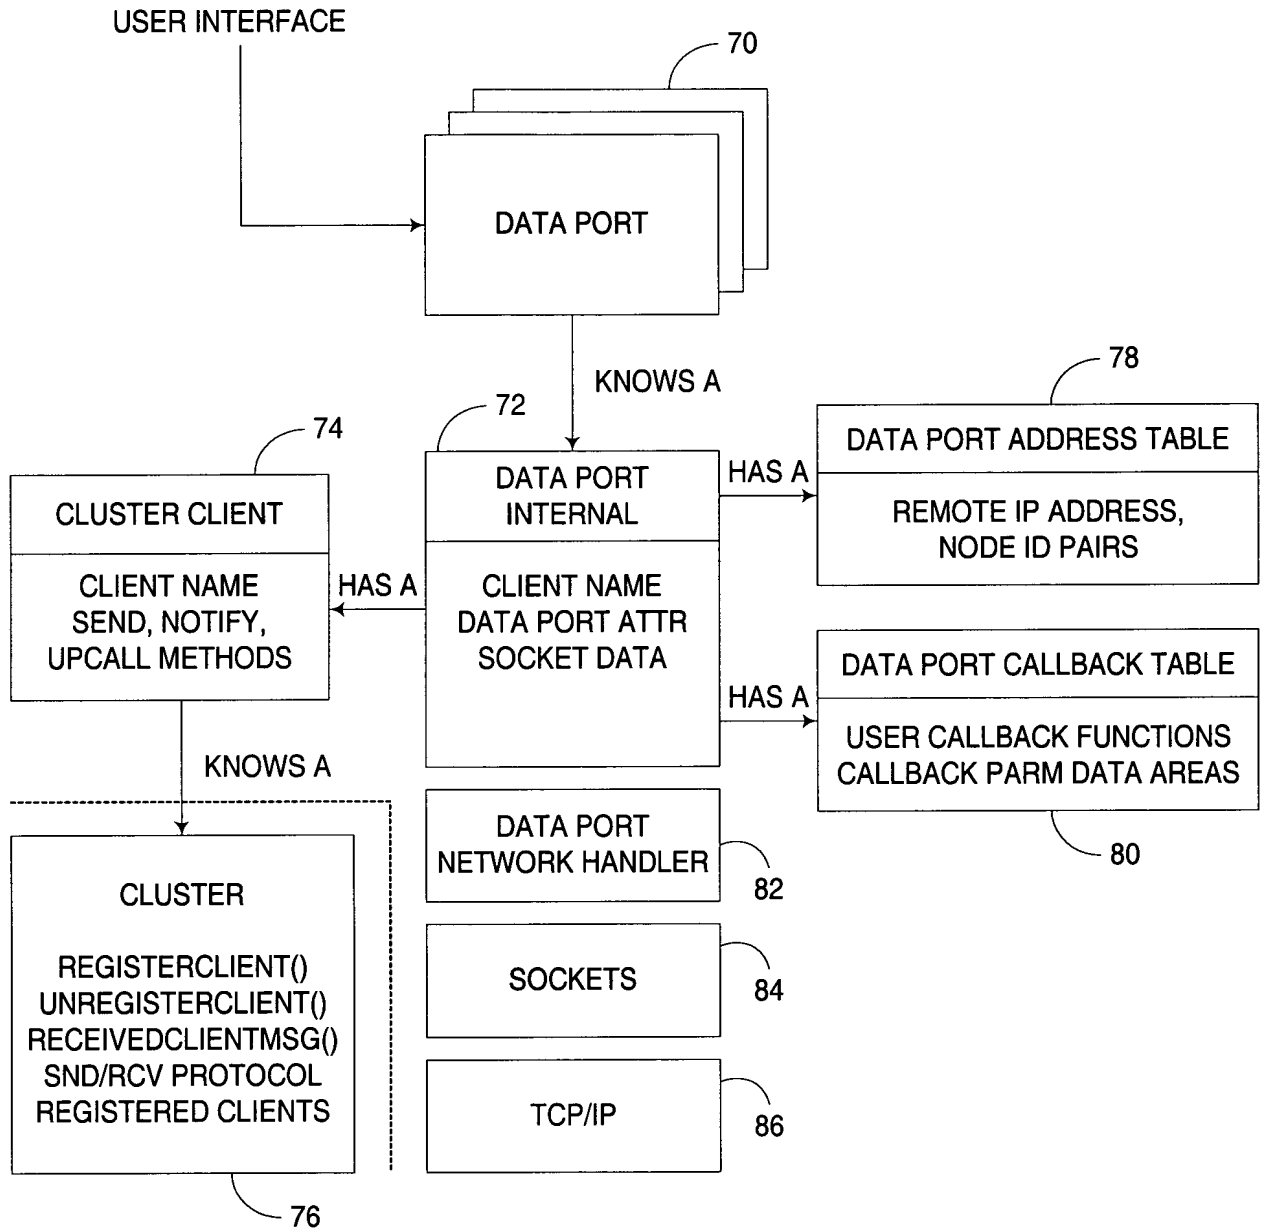 USER INTERFACE
70
DATA PORT
KNOWS A
78
72
74
DATA PORT ADDRESS TABLE
REMOTE IP ADDRESS,
NODE ID PAIRS
HAS A
DATA PORT
INTERNAL
CLIENT NAME
DATA PORT ATTR
SOCKET DATA
CLUSTER CLIENT
CLIENT NAME
SEND, NOTIFY,
UPCALL METHODS
HAS A
HAS A
DATA PORT CALLBACK TABLE
USER CALLBACK FUNCTIONS
CALLBACK PARM DATA AREAS
80
KNOWS A
DATA PORT
NETWORK HANDLER
82
CLUSTER
REGISTERCLIENT()
UNREGISTERCLIENT()
RECEIVEDCLIENTMSG()
SND/RCV PROTOCOL
REGISTERED CLIENTS
76
SOCKETS
84
TCP/IP
86